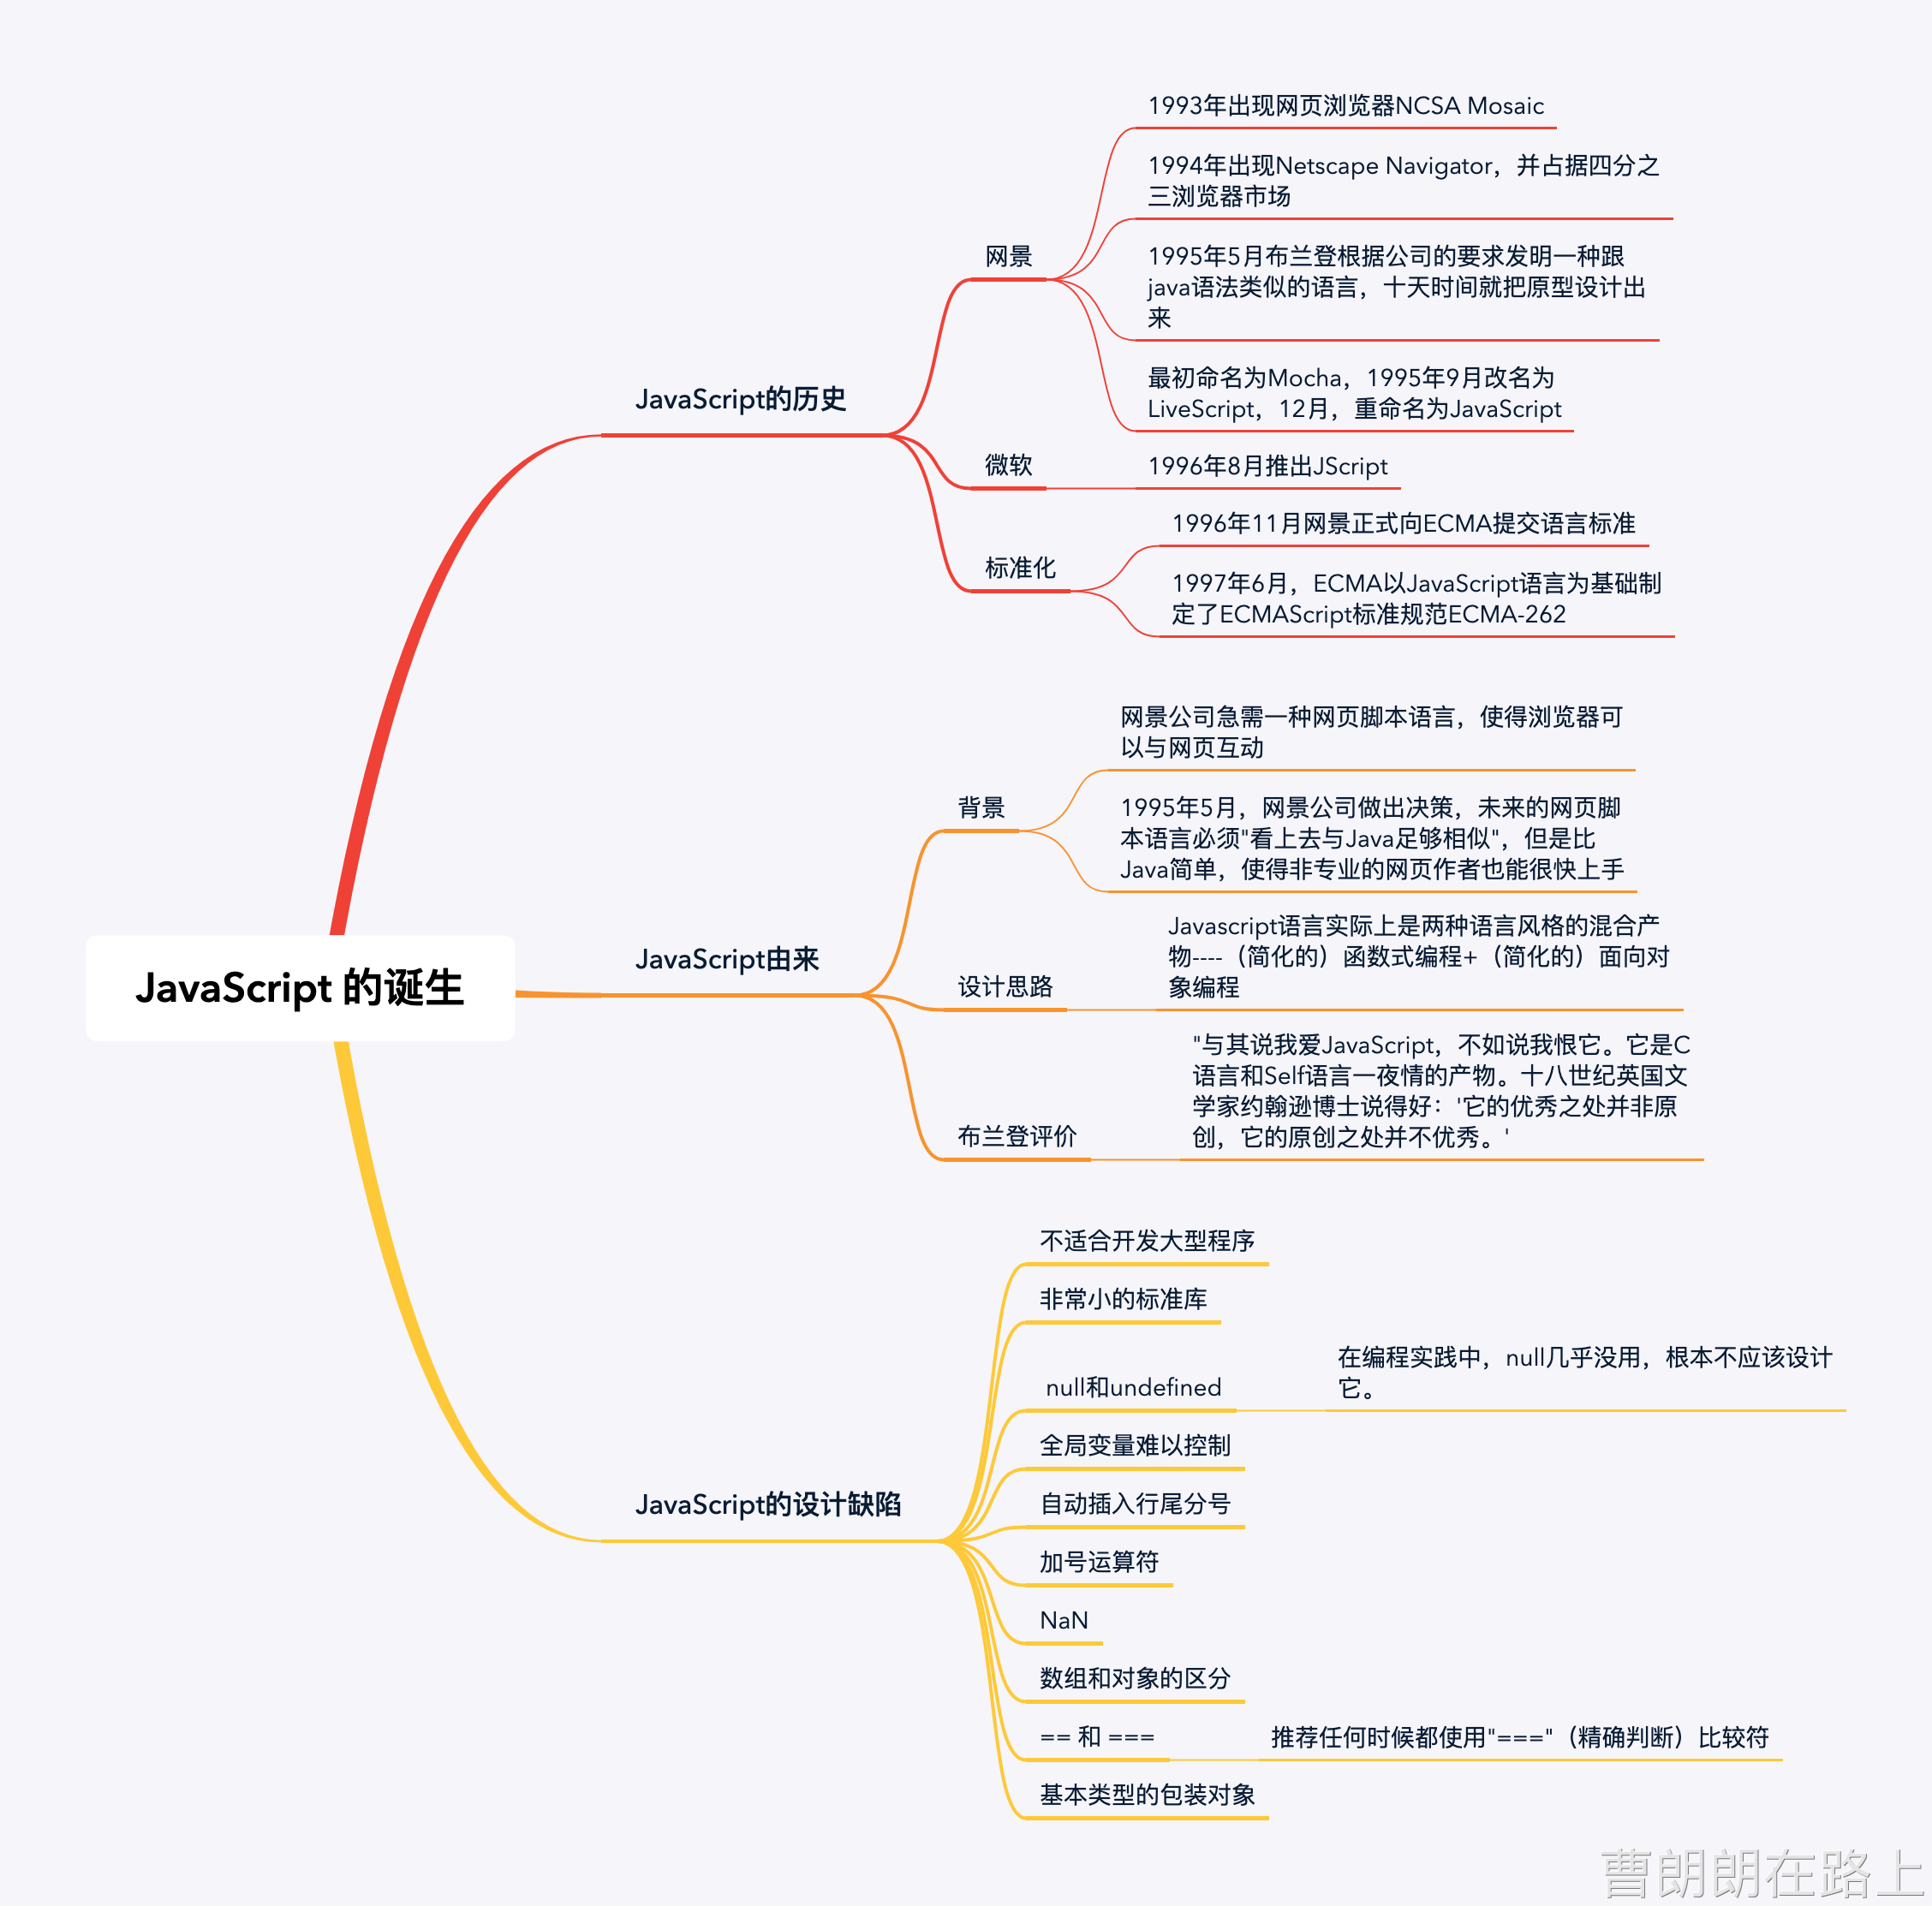 JavaScript 的诞生
JavaScript的历史
网景
1993年出现网页浏览器NCSA Mosaic
1994年出现Netscape Navigator，并占据四分之
三浏览器市场
1995年5月布兰登根据公司的要求发明一种跟
java语法类似的语言，十天时间就把原型设计出
来
最初命名为Mocha，1995年9月改名为
LiveScript，12月，重命名为JavaScript
微软
1996年8月推出JScript
标准化
1996年11月网景正式向ECMA提交语言标准
1997年6月，ECMA以JavaScript语言为基础制
定了ECMAScript标准规范ECMA-262
JavaScript由来
背景
网景公司急需一种网页脚本语言，使得浏览器可
以与网页互动
1995年5月，网景公司做出决策，未来的网页脚
本语言必须"看上去与Java足够相似"，但是比
Java简单，使得非专业的网页作者也能很快上手
设计思路
Javascript语言实际上是两种语言风格的混合产
物----（简化的）函数式编程+（简化的）面向对
象编程
布兰登评价
"与其说我爱JavaScript，不如说我恨它。它是C
语言和Self语言一夜情的产物。十八世纪英国文
学家约翰逊博士说得好：'它的优秀之处并非原
创，它的原创之处并不优秀。'
JavaScript的设计缺陷
不适合开发大型程序
非常小的标准库
null和undefined
在编程实践中，null几乎没用，根本不应该设计
它。
全局变量难以控制
自动插入行尾分号
加号运算符
NaN
数组和对象的区分
== 和 ===
推荐任何时候都使用"==="（精确判断）比较符
基本类型的包装对象
曹朗朗在路上